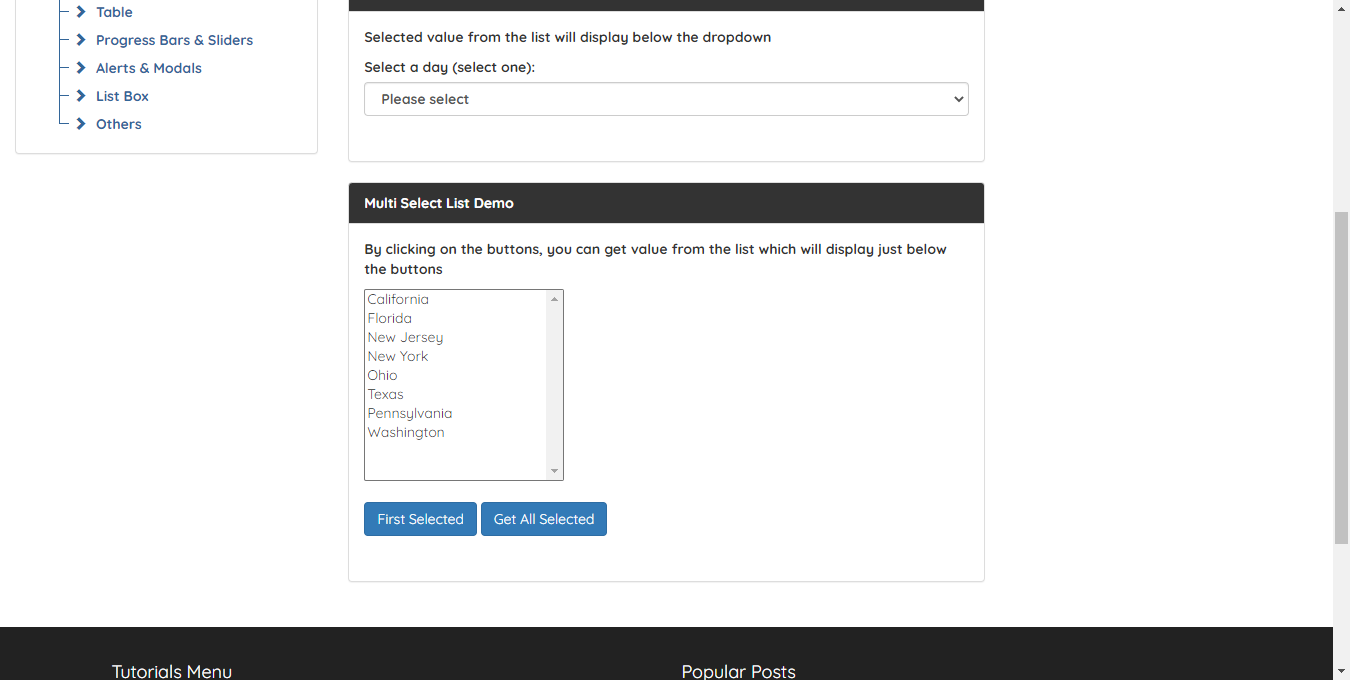 Table
Progress Bars & Sliders
Alerts & Modals
List Box
Others
Selected value from the list will display below the dropdown
Select a day (select one):
Please select
Multi Select List Demo
By clicking on the buttons, you can get value from the list which will display just below
the buttons
California
Florida
New Jersey
New York
Ohio
Texas
Pennsylvania
Washington
First Selected
Get All Selected
Tutorials Menu
Popular Posts